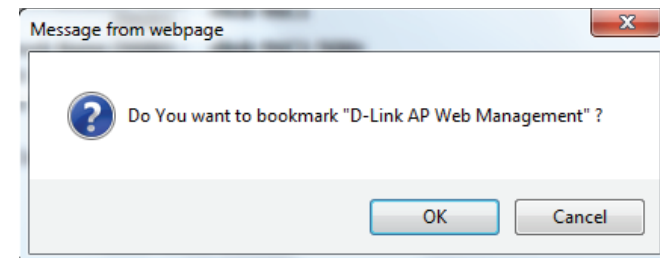 Message from webpage
Do You want to bookmark "D-Link AP Web Management" ?
OK
Cancel